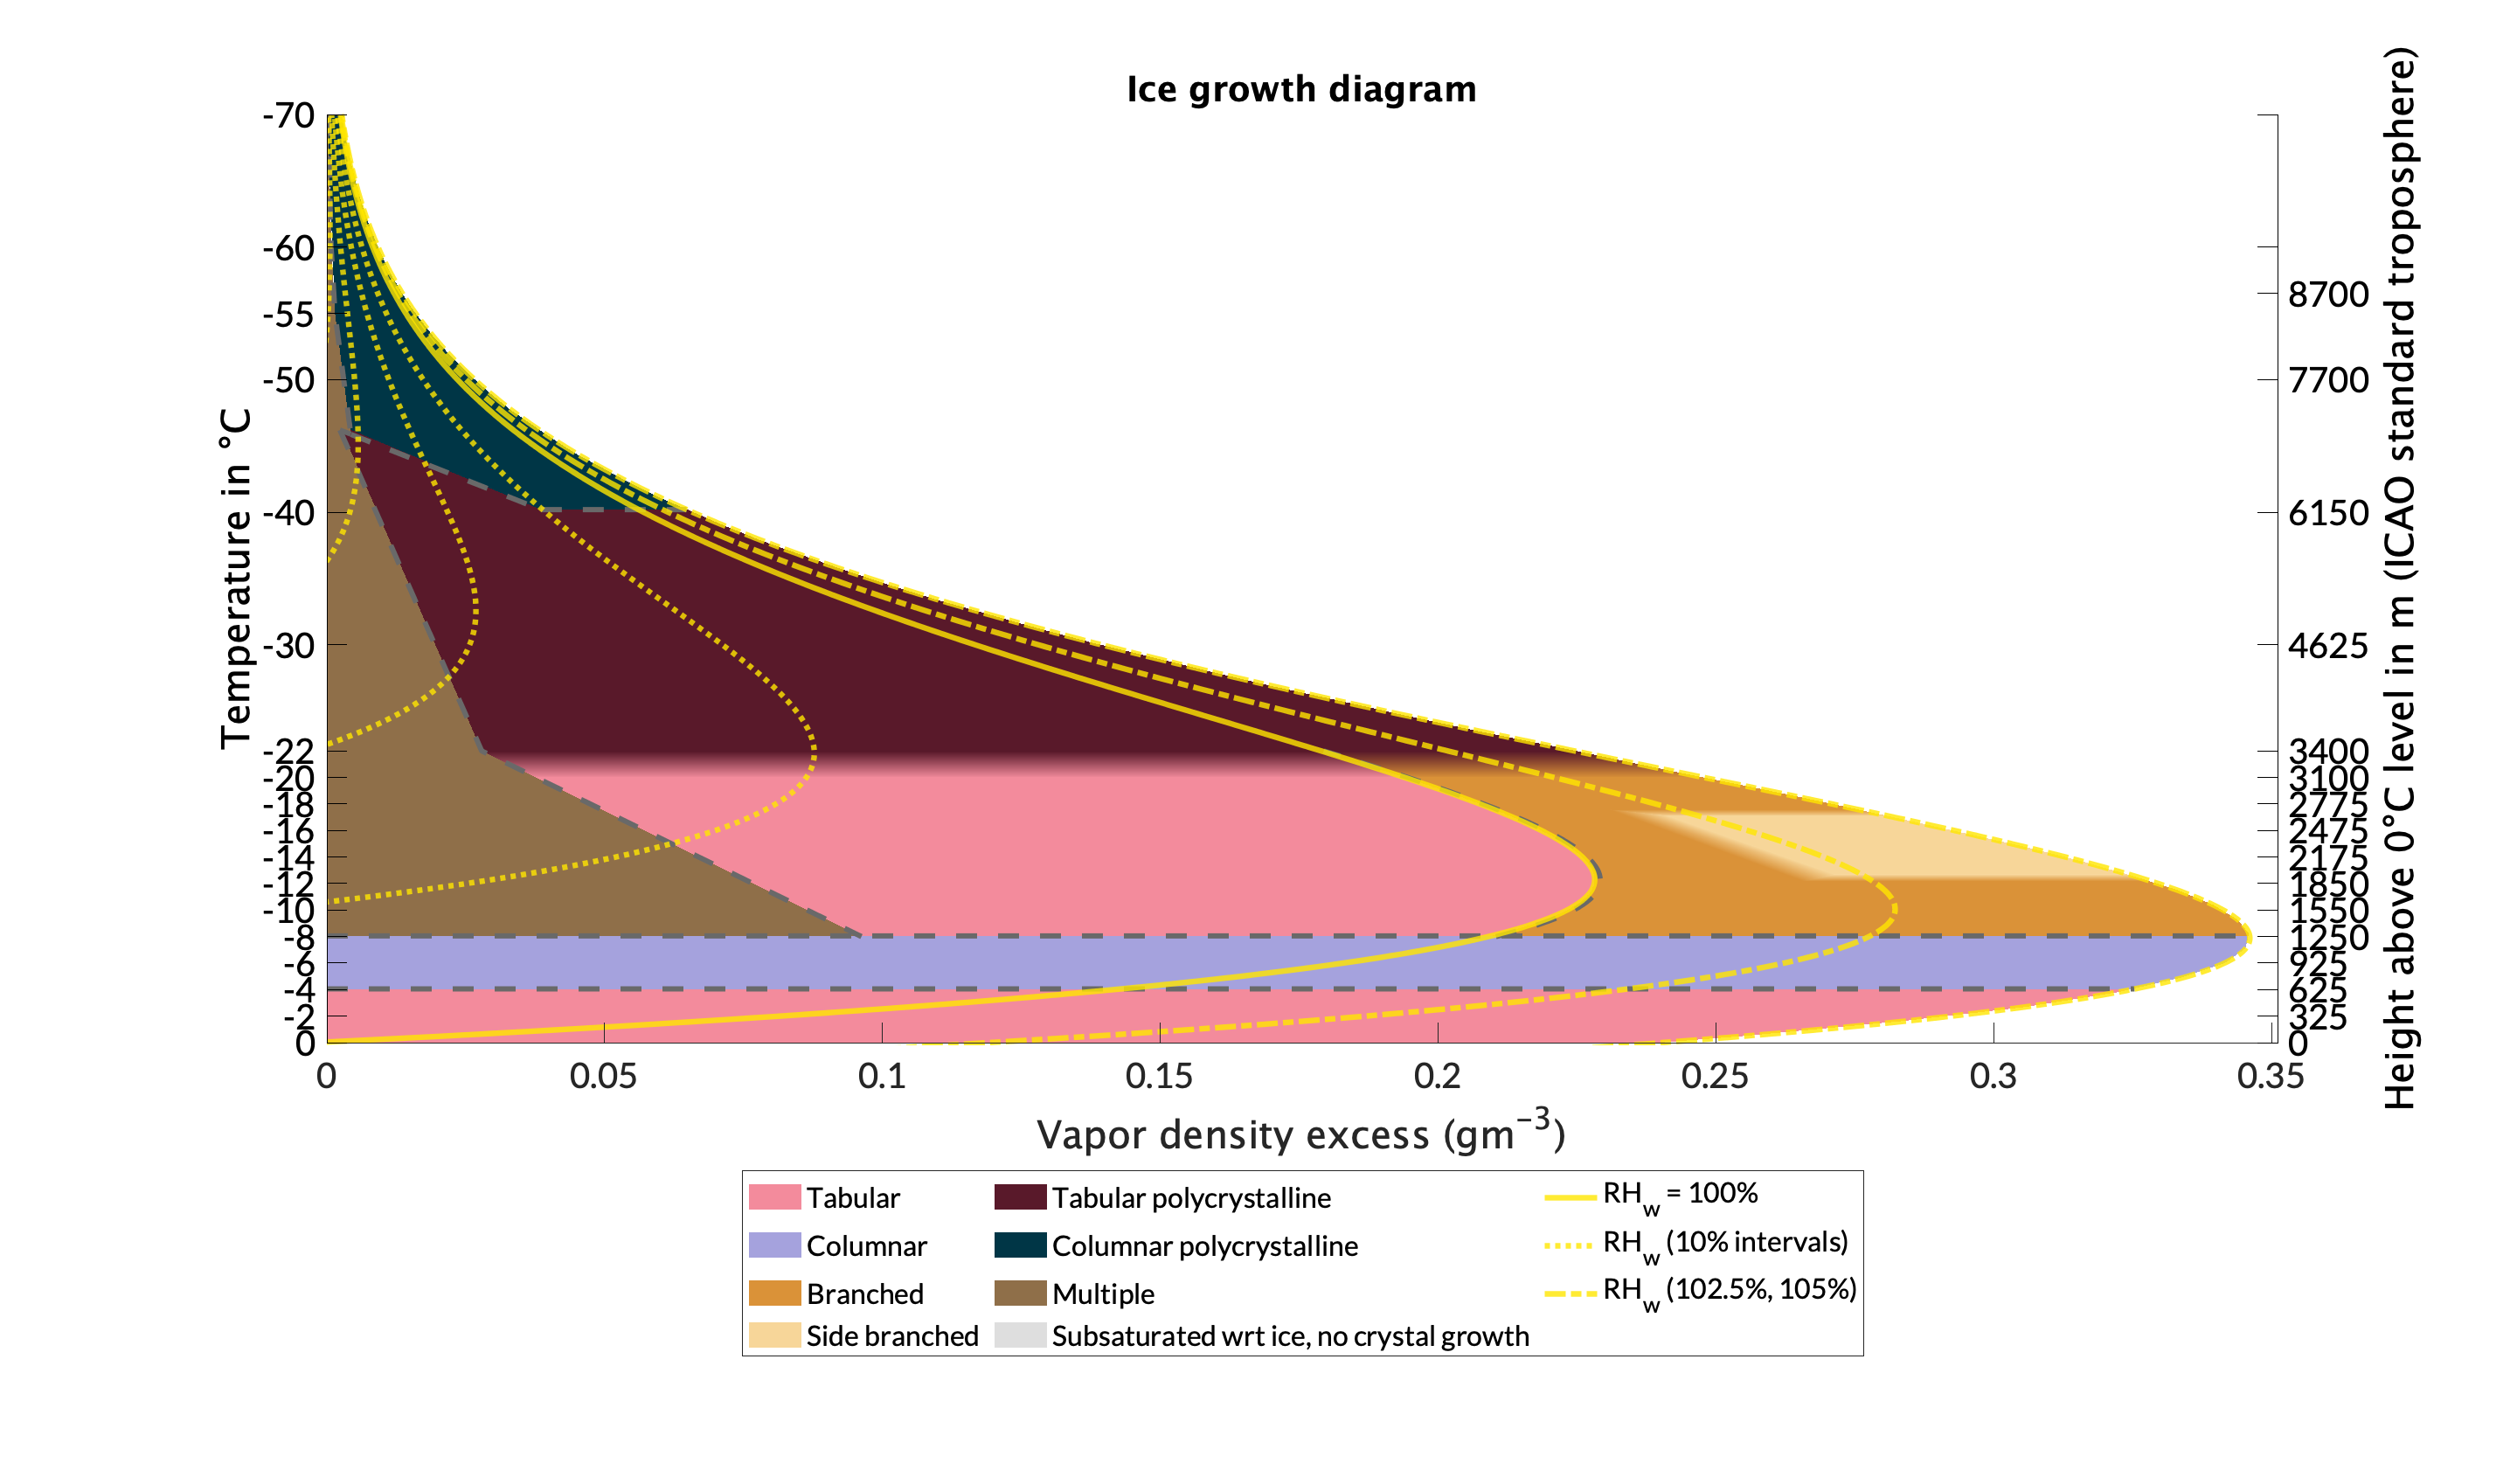 Ice growth diagram
Temperature in °C
-70
-60
-55
-50
-40
-30
-22
-20
-18
-16
-14
-12
-10
-8
-6
-4
-2
0
8700
7700
6150
4625
3400
3100
2775
2475
2175
1850
1550
1250
925
625
325
0
Height above 0°C level in m (ICAO standard troposphere)
0 0.05 0.1 0.15 0.2 0.25 0.3 0.35
Vapor density excess (gm⁻³)
Tabular
Columnar
Branched
Side branched
Tabular polycrystalline
Columnar polycrystalline
Multiple
Subsaturated wrt ice, no crystal growth
RH_w = 100%
RH_w (10% intervals)
RH_w (102.5%, 105%)